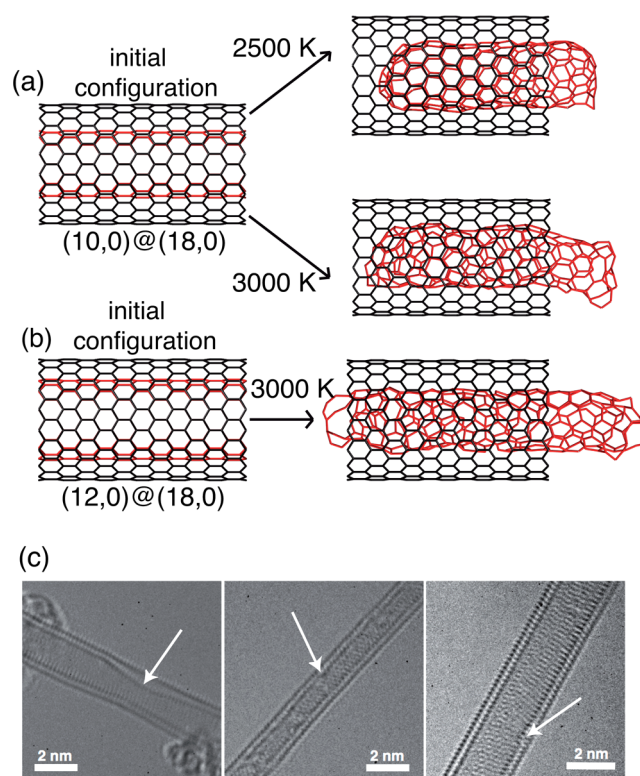 (a)
initial
configuration
2500 K
(10,0)@(18,0)
3000 K
(b)
initial
configuration
3000 K
(12,0)@(18,0)
(c)
2 nm
2 nm
2 nm